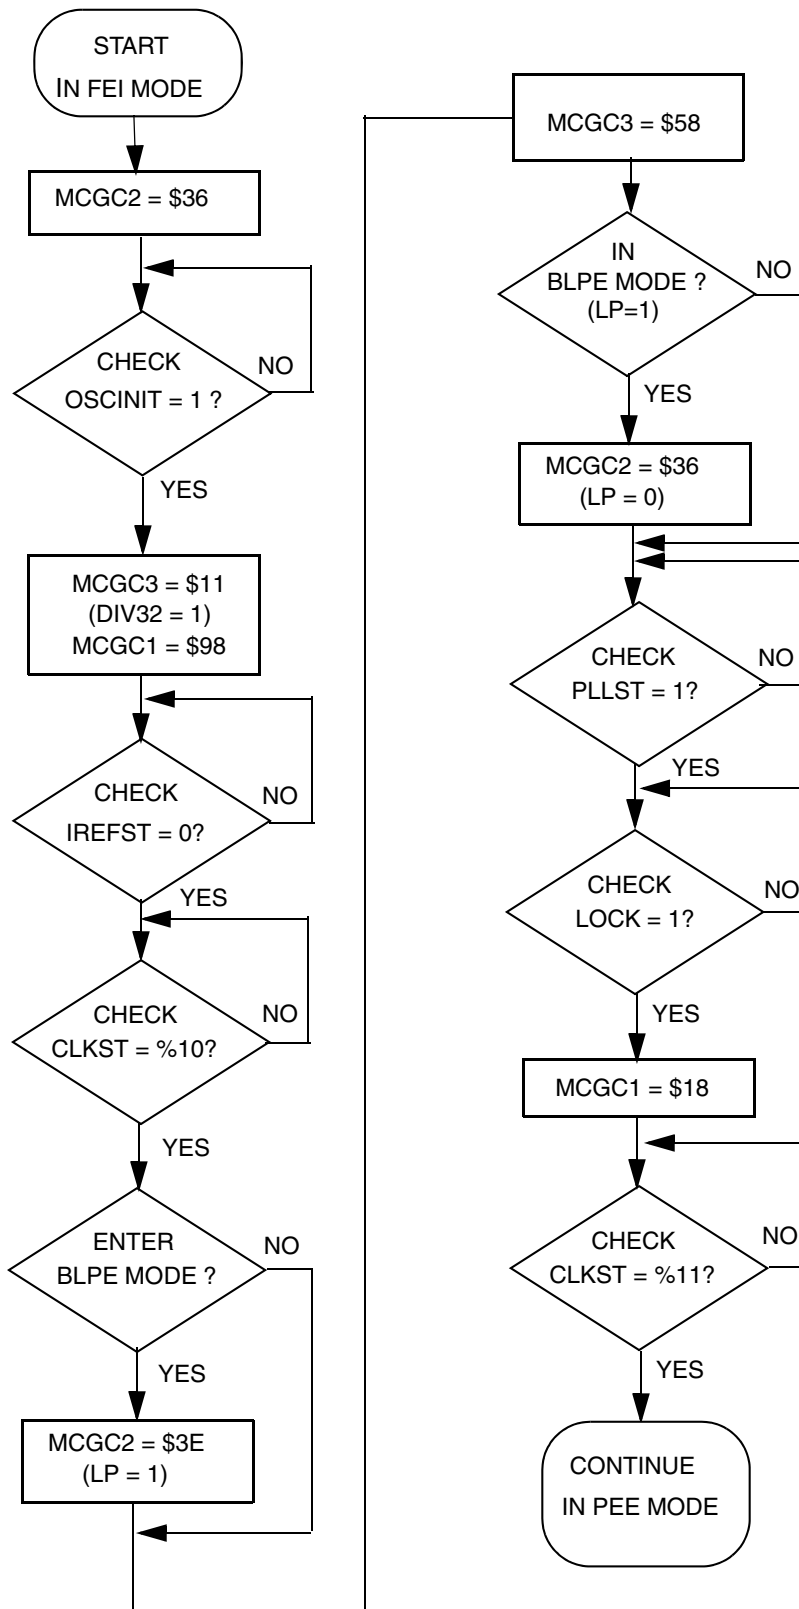 START
IN FEI MODE
MCGC2 = $36
CHECK
OSCINIT = 1 ?
NO
YES
MCGC3 = $11
(DIV32 = 1)
MCGC1 = $98
CHECK
IREFST = 0?
NO
YES
CHECK
CLKST = %10?
NO
YES
ENTER
BLPE MODE ?
NO
YES
MCGC2 = $3E
(LP = 1)
MCGC3 = $58
IN
BLPE MODE ?
(LP=1)
NO
YES
MCGC2 = $36
(LP = 0)
CHECK
PLLST = 1?
NO
YES
CHECK
LOCK = 1?
NO
YES
MCGC1 = $18
CHECK
CLKST = %11?
NO
YES
CONTINUE
IN PEE MODE